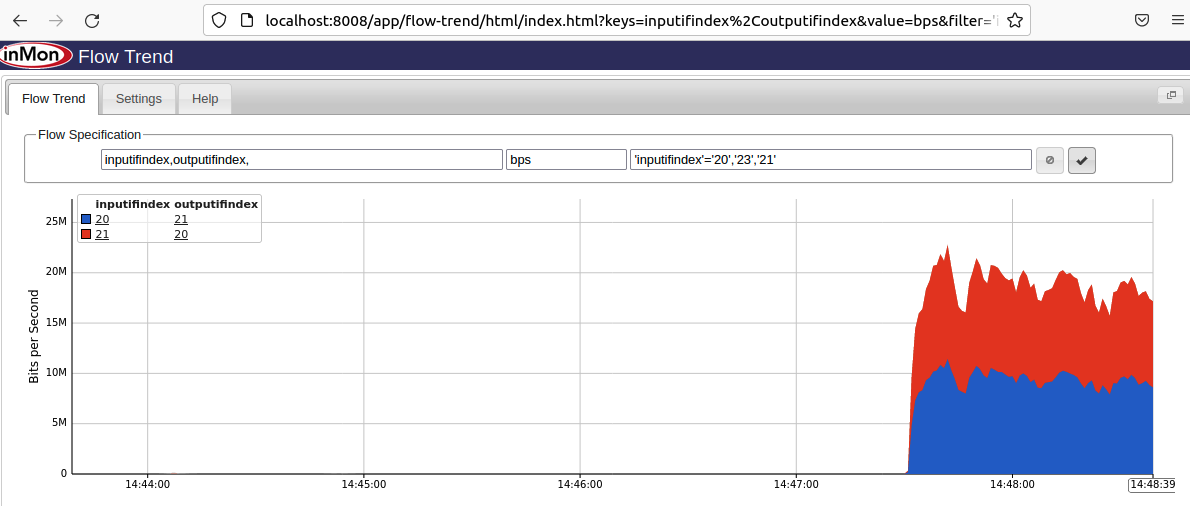 localhost:8008/app/flow-trend/html/index.html?keys=inputifindex%2Coutputifindex&value=bps&filter='
inMon Flow Trend
Flow Trend Settings Help
Flow Specification
inputifindex,outputifindex, bps 'inputifindex'='20','23','21'
inputifindex outputifindex
20 21
21 20
Bits per Second
25M
20M
15M
10M
5M
0
14:44:00 14:45:00 14:46:00 14:47:00 14:48:00 14:48:39